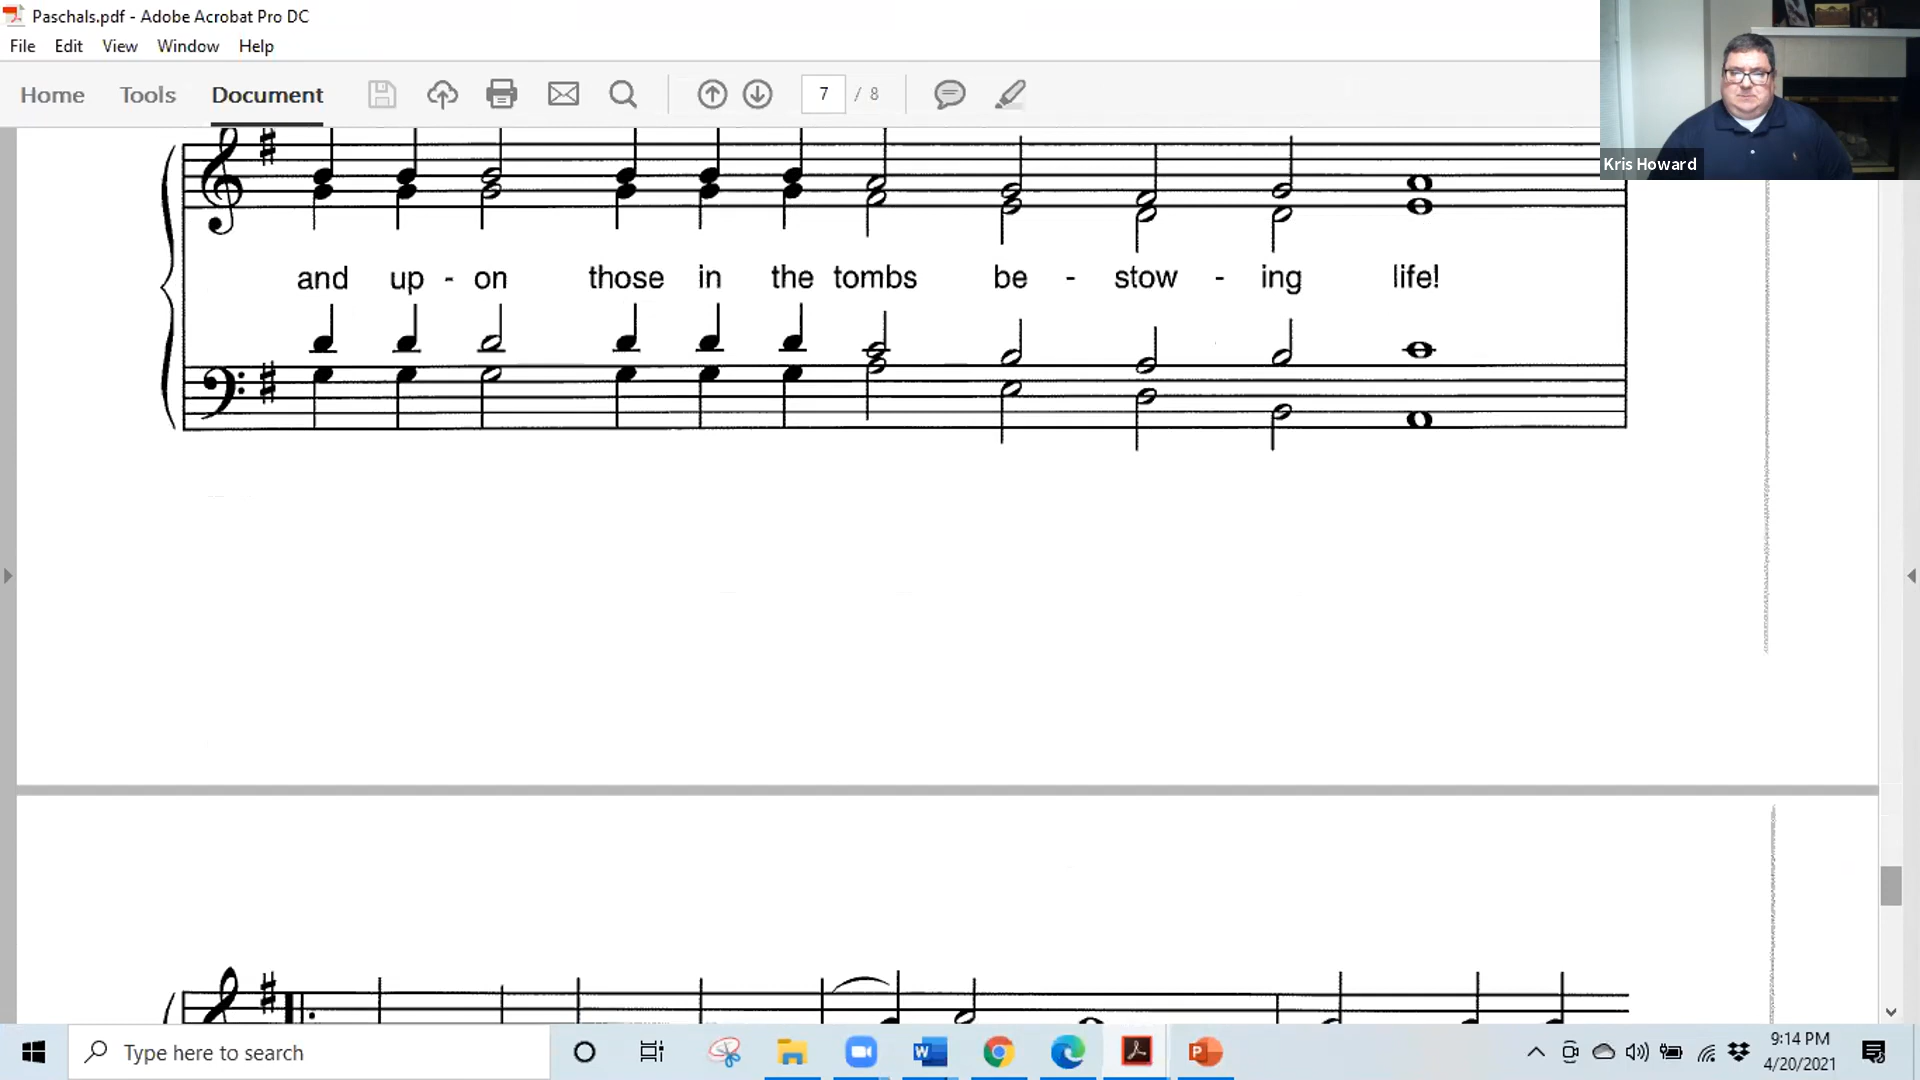 Paschals.pdf - Adobe Acrobat Pro DC
File Edit View Window Help
Home Tools Document 7 / 8
Kris Howard
and up - on those in the tombs be - stow - ing life!
Type here to search
9:14 PM
4/20/2021